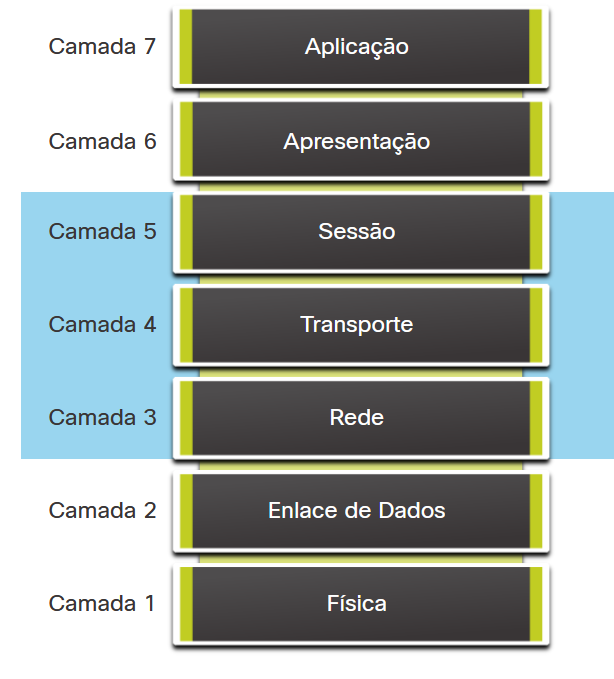 Camada 7 Aplicação
Camada 6 Apresentação
Camada 5 Sessão
Camada 4 Transporte
Camada 3 Rede
Camada 2 Enlace de Dados
Camada 1 Física